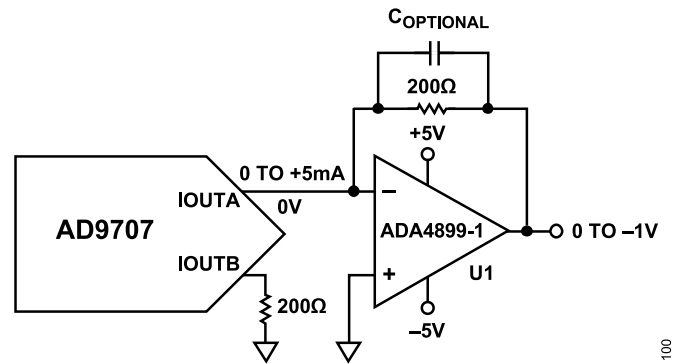 COPTIONAL
200Ω
+5V
0 TO +5mA
IOUTA
0V
–
AD9707
ADA4899-1
0 TO –1V
IOUTB
+
U1
200Ω
–5V
100